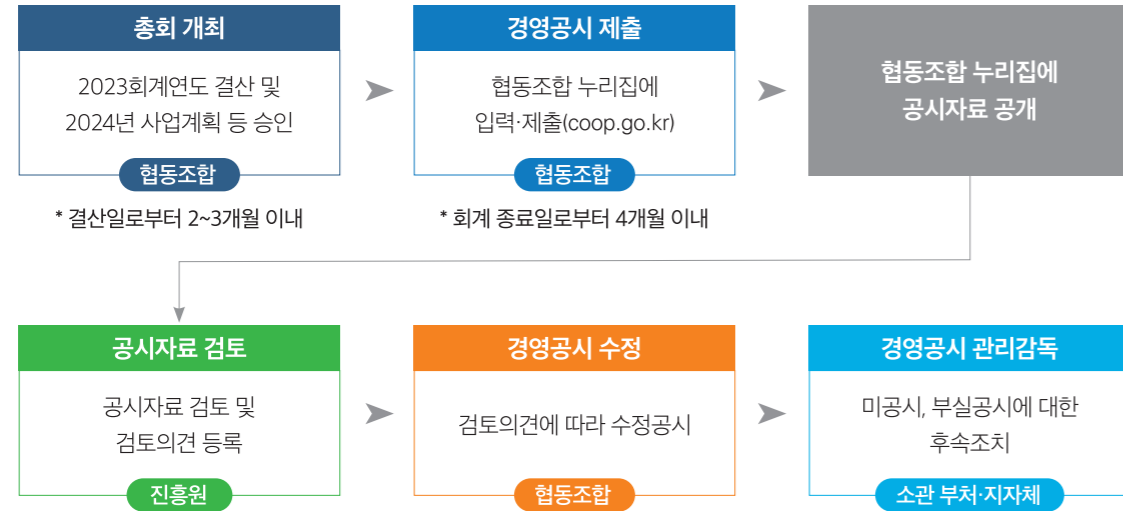 총회 개최
2023회계연도 결산 및
2024년 사업계획 등 승인
협동조합
* 결산일로부터 2~3개월 이내
경영공시 제출
협동조합 누리집에
입력·제출(coop.go.kr)
협동조합
* 회계 종료일로부터 4개월 이내
협동조합 누리집에
공시자료 공개
공시자료 검토
공시자료 검토 및
검토의견 등록
진흥원
경영공시 수정
검토의견에 따라 수정공시
협동조합
경영공시 관리감독
미공시, 부실공시에 대한
후속조치
소관 부처·지자체